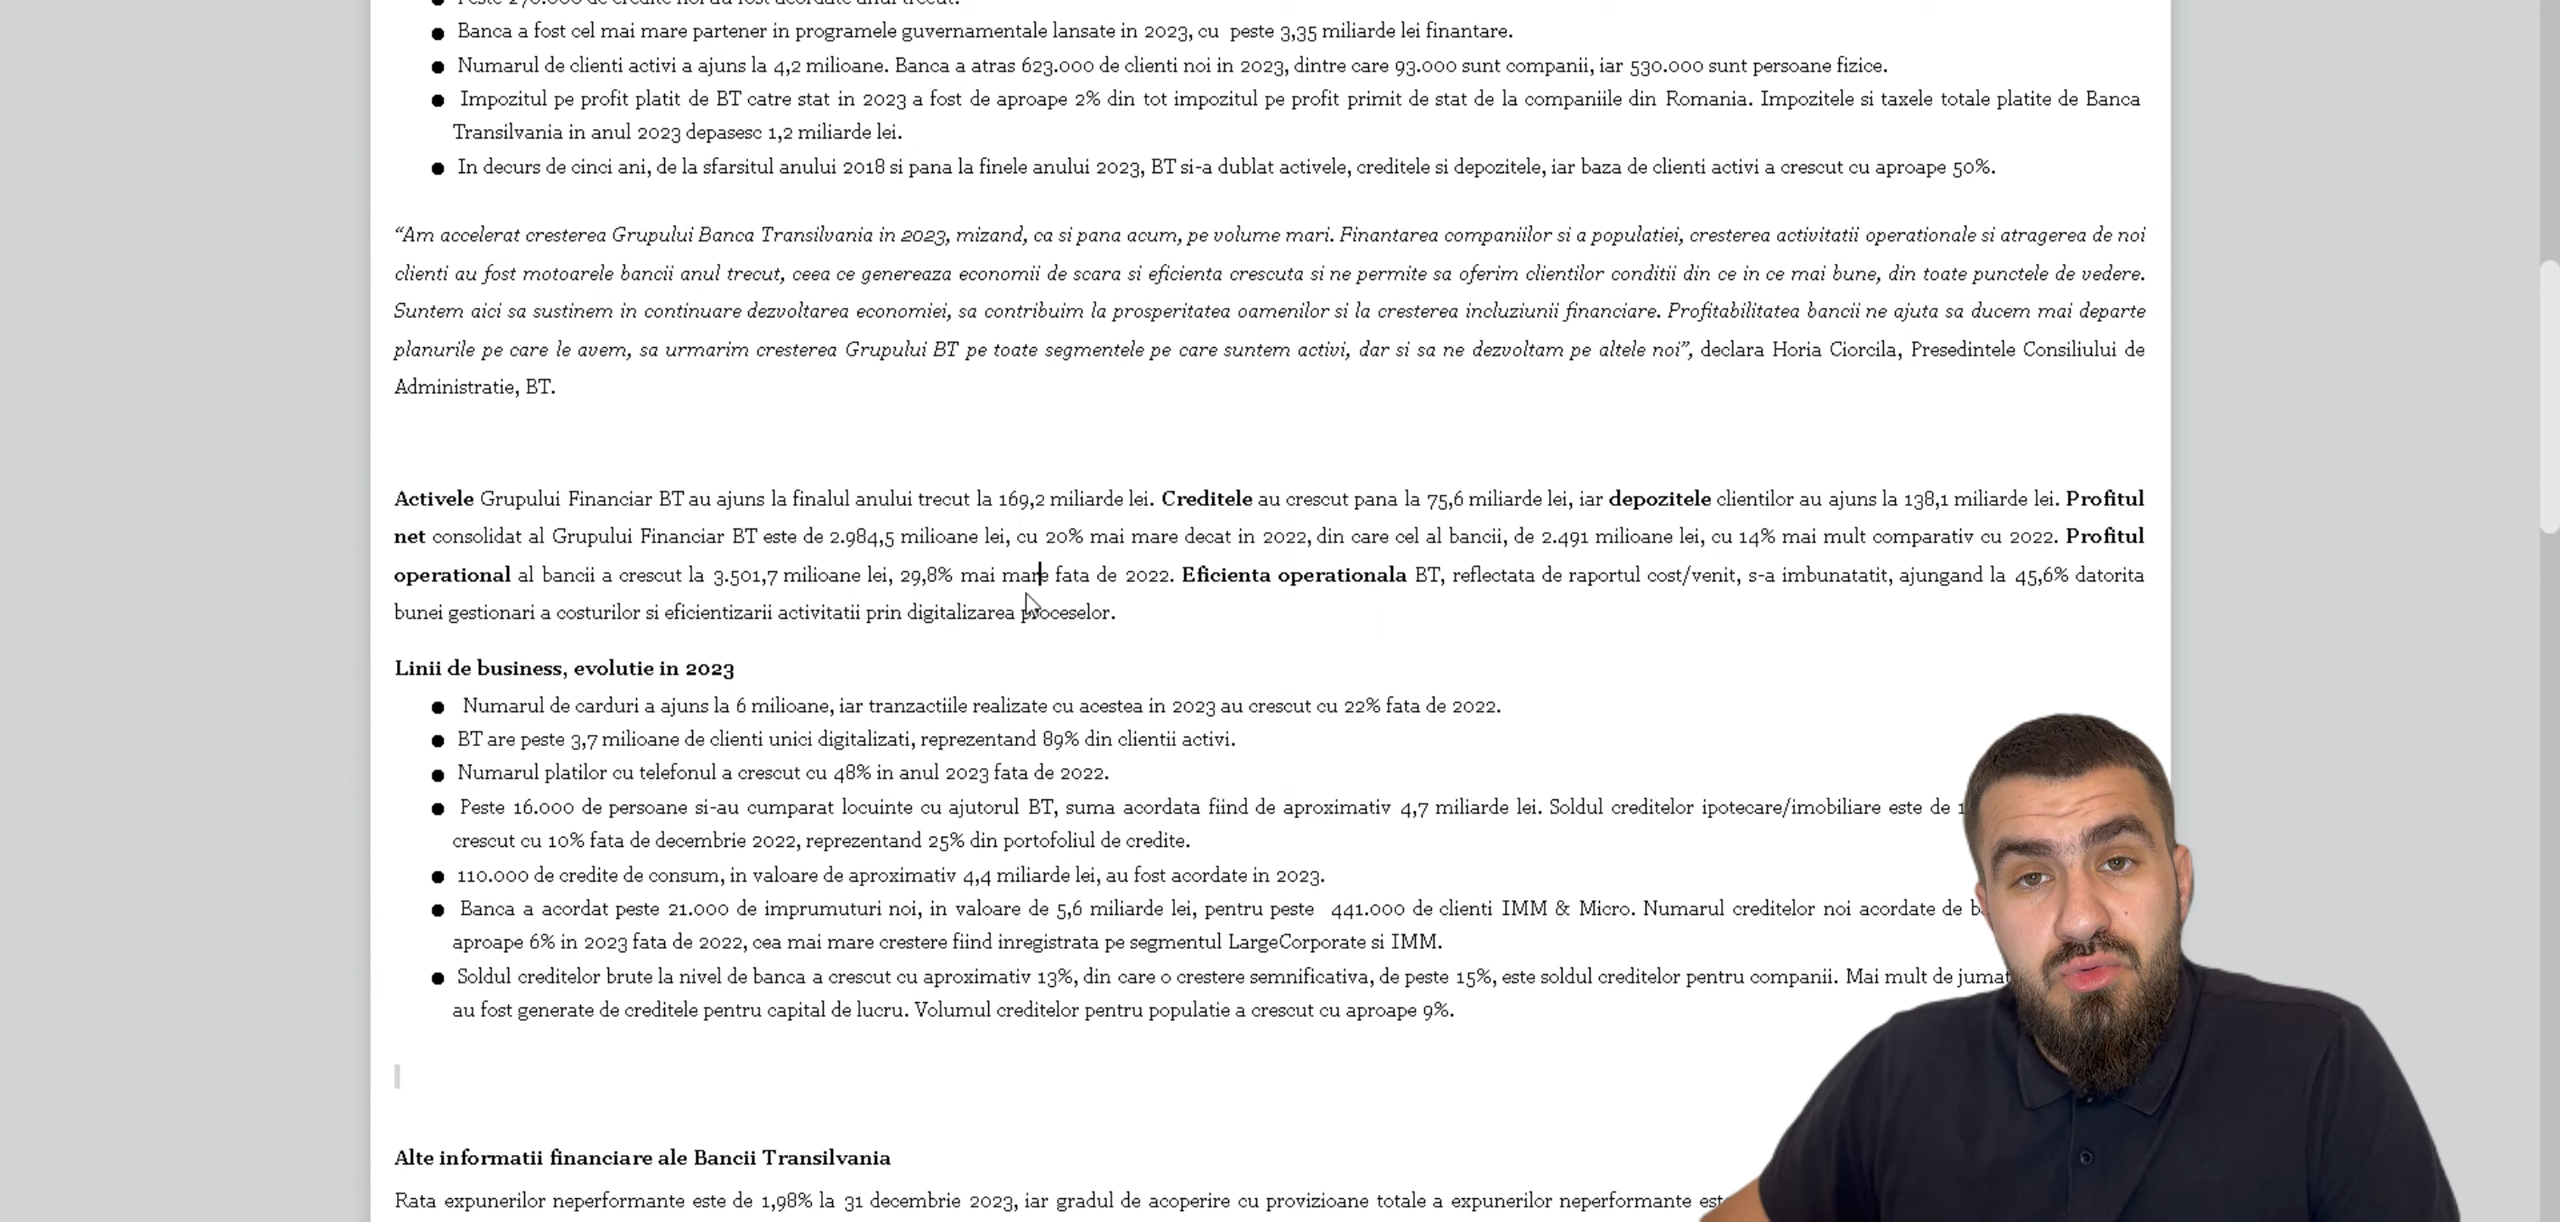 Peste 270.000 de credite noi au fost acordate anul trecut.
Banca a fost cel mai mare partener in programele guvernamentale lansate in 2023, cu peste 3,35 miliarde lei finantare.
Numarul de clienti activi a ajuns la 4,2 milioane. Banca a atras 623.000 de clienti noi in 2023, dintre care 93.000 sunt companii, iar 530.000 sunt persoane fizice.
Impozitul pe profit platit de BT catre stat in 2023 a fost de aproape 2% din tot impozitul pe profit primit de stat de la companiile din Romania. Impozitele si taxele totale platite de Banca
Transilvania in anul 2023 depasesc 1,2 miliarde lei.
In decurs de cinci ani, de la sfarsitul anului 2018 si pana la finele anului 2023, BT si-a dublat activele, creditele si depozitele, iar baza de clienti activi a crescut cu aproape 50%.
“Am accelerat cresterea Grupului Banca Transilvania in 2023, mizand, ca si pana acum, pe volume mari. Finantarea companiilor si a populatiei, cresterea activitatii operationale si atragerea de noi
clienti au fost motoarele bancii anul trecut, ceea ce genereaza economii de scara si eficienta crescuta si ne permite sa oferim clientilor conditii din ce in ce mai bune, din toate punctele de vedere.
Suntem aici sa sustinem in continuare dezvoltarea economiei, sa contribuim la prosperitatea oamenilor si la cresterea incluziunii financiare. Profitabilitatea bancii ne ajuta sa ducem mai departe
planurile pe care le avem, sa urmarim cresterea Grupului BT pe toate segmentele pe care suntem activi, dar si sa ne dezvoltam pe altele noi”, declara Horia Ciorcila, Presedintele Consiliului de
Administratie, BT.
Activele Grupului Financiar BT au ajuns la finalul anului trecut la 169,2 miliarde lei. Creditele au crescut pana la 75,6 miliarde lei, iar depozitele clientilor au ajuns la 138,1 miliarde lei. Profitul
net consolidat al Grupului Financiar BT este de 2.984,5 milioane lei, cu 20% mai mare decat in 2022, din care cel al bancii, de 2.491 milioane lei, cu 14% mai mult comparativ cu 2022. Profitul
operational al bancii a crescut la 3.501,7 milioane lei, 29,8% mai mare fata de 2022. Eficienta operationala BT, reflectata de raportul cost/venit, s-a imbunatatit, ajungand la 45,6% datorita
bunei gestionari a costurilor si eficientizarii activitatii prin digitalizarea proceselor.
Linii de business, evolutie in 2023
Numarul de carduri a ajuns la 6 milioane, iar tranzactiile realizate cu acestea in 2023 au crescut cu 22% fata de 2022.
BT are peste 3,7 milioane de clienti unici digitalizati, reprezentand 89% din clientii activi.
Numarul platilor cu telefonul a crescut cu 48% in anul 2023 fata de 2022.
Peste 16.000 de persoane si-au cumparat locuinte cu ajutorul BT, suma acordata fiind de aproximativ 4,7 miliarde lei. Soldul creditelor ipotecare/imobiliare este de
crescut cu 10% fata de decembrie 2022, reprezentand 25% din portofoliul de credite.
110.000 de credite de consum, in valoare de aproximativ 4,4 miliarde lei, au fost acordate in 2023.
Banca a acordat peste 21.000 de imprumuturi noi, in valoare de 5,6 miliarde lei, pentru peste 441.000 de clienti IMM & Micro. Numarul creditelor noi acordate de
aproape 6% in 2023 fata de 2022, cea mai mare crestere fiind inregistrata pe segmentul LargeCorporate si IMM.
Soldul creditelor brute la nivel de banca a crescut cu aproximativ 13%, din care o crestere semnificativa, de peste 15%, este soldul creditelor pentru companii. Mai mult de
au fost generate de creditele pentru capital de lucru. Volumul creditelor pentru populatie a crescut cu aproape 9%.
Alte informatii financiare ale Bancii Transilvania
Rata expunerilor neperformante este de 1,98% la 31 decembrie 2023, iar gradul de acoperire cu provizioane totale a expunerilor neperformante